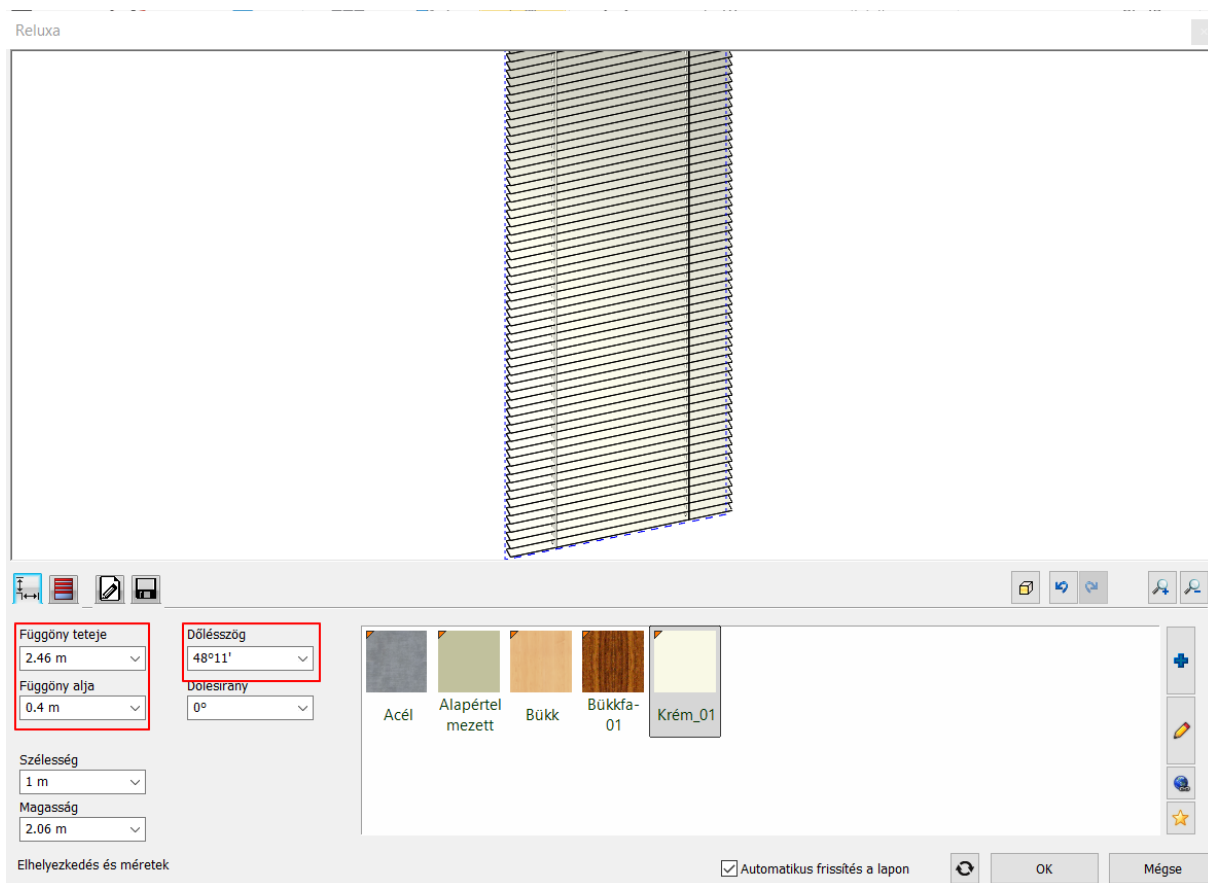 Reluxa
Függöny teteje
2.46 m
Függöny alja
0.4 m
Szélesség
1 m
Magasság
2.06 m
Dőlésszög
48°11'
Dőlésirány
0°
Acél
Alapértel
mezett
Bükk
Bükkfa-
01
Krém_01
Elhelyezkedés és méretek
Automatikus frissítés a lapon
OK
Mégse